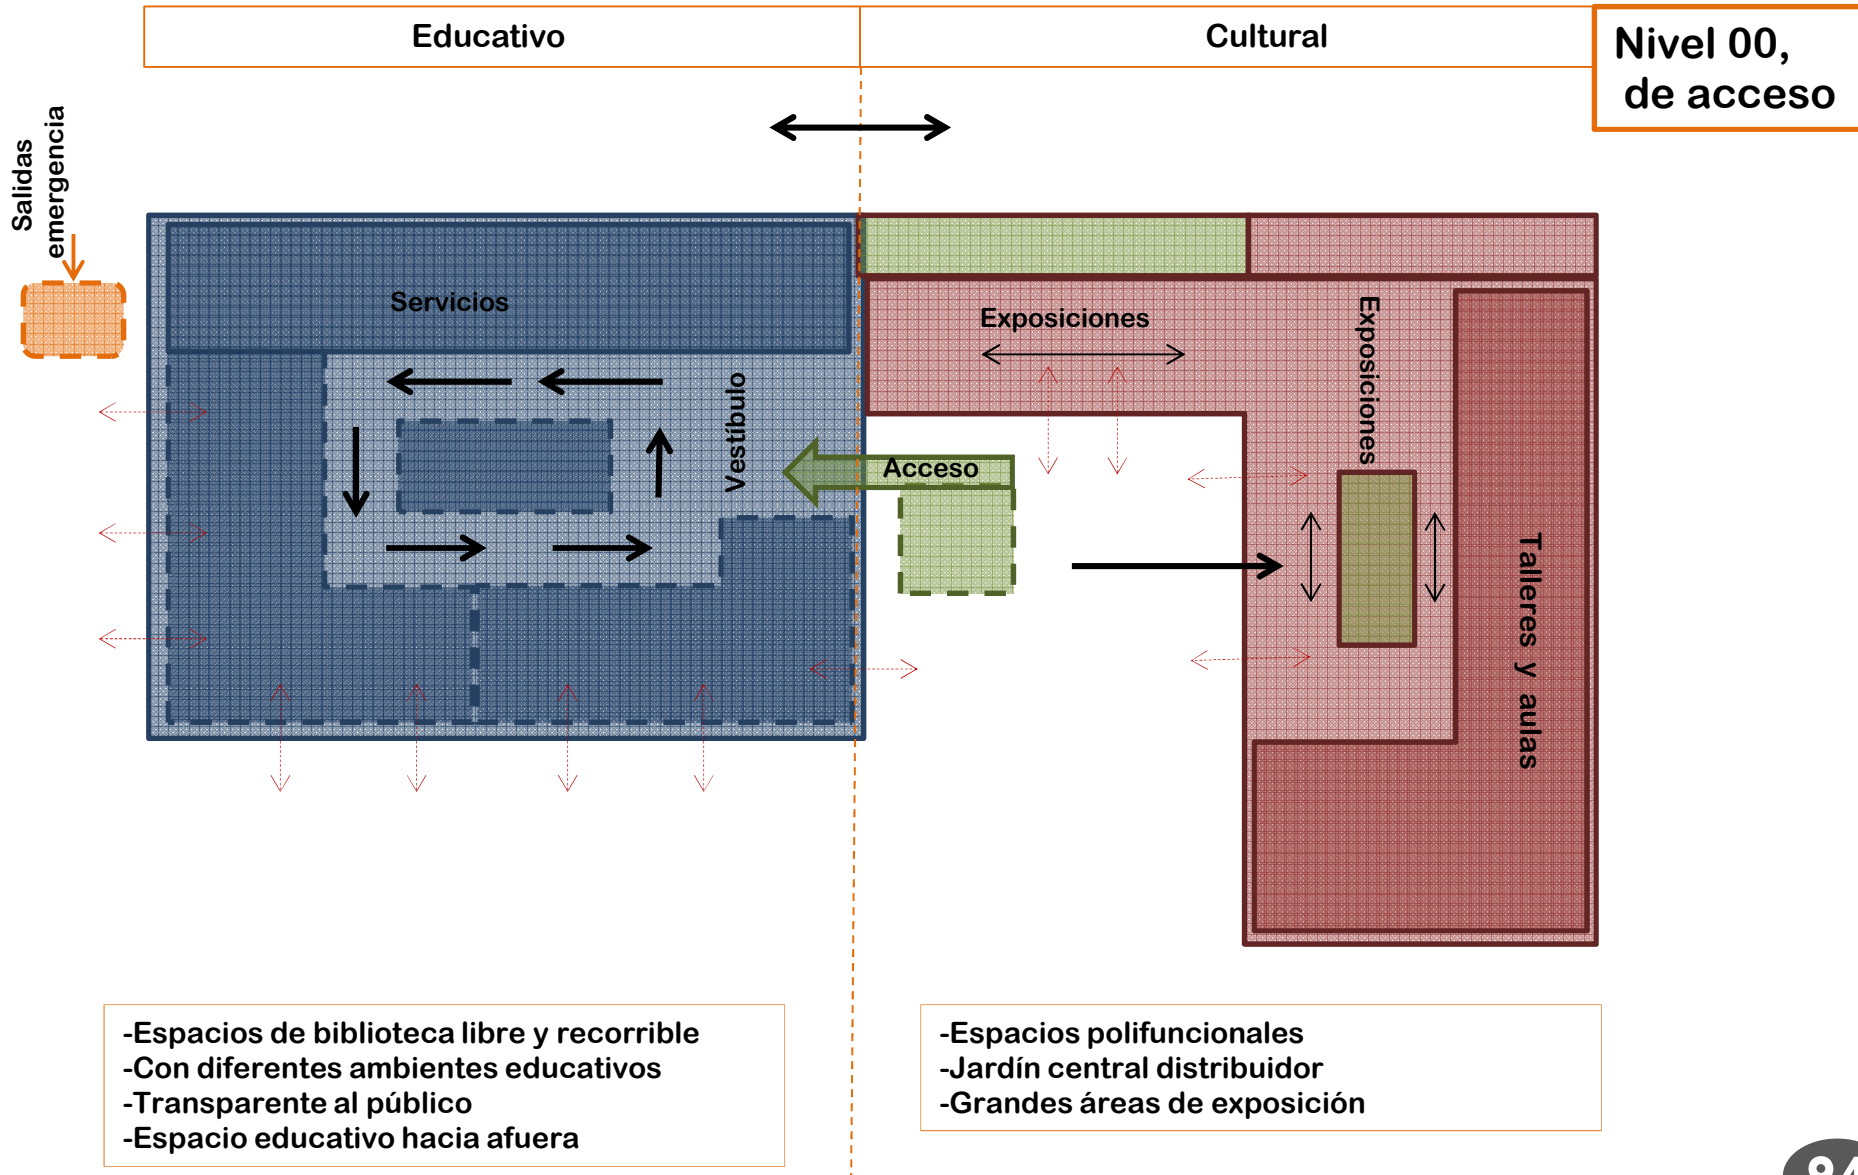 Educativo
Cultural
Nivel 00,
de acceso
Salidas
emergencia
Servicios
Exposiciones
Exposiciones
Vestíbulo
Acceso
Talleres y aulas
-Espacios de biblioteca libre y recorrible
-Con diferentes ambientes educativos
-Transparente al público
-Espacio educativo hacia afuera
-Espacios polifuncionales
-Jardín central distribuidor
-Grandes áreas de exposición